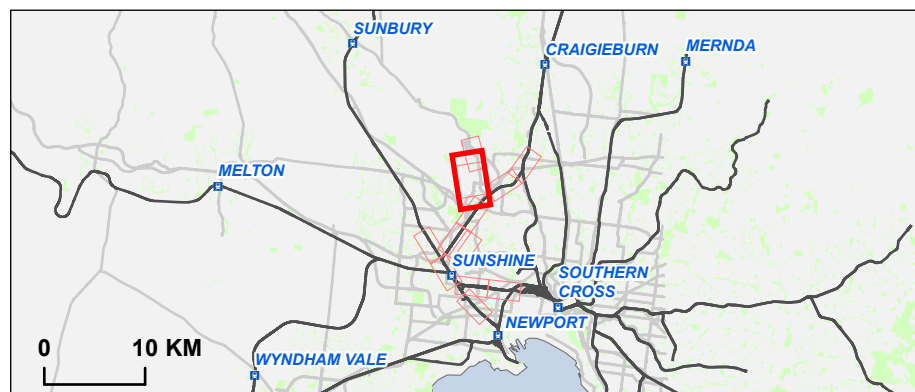 SUNBURY
CRAIGIEBURN
MERNDA
MELTON
SUNSHINE
SOUTHERN
CROSS
NEWPORT
0 10 KM
WYNDHAM VALE